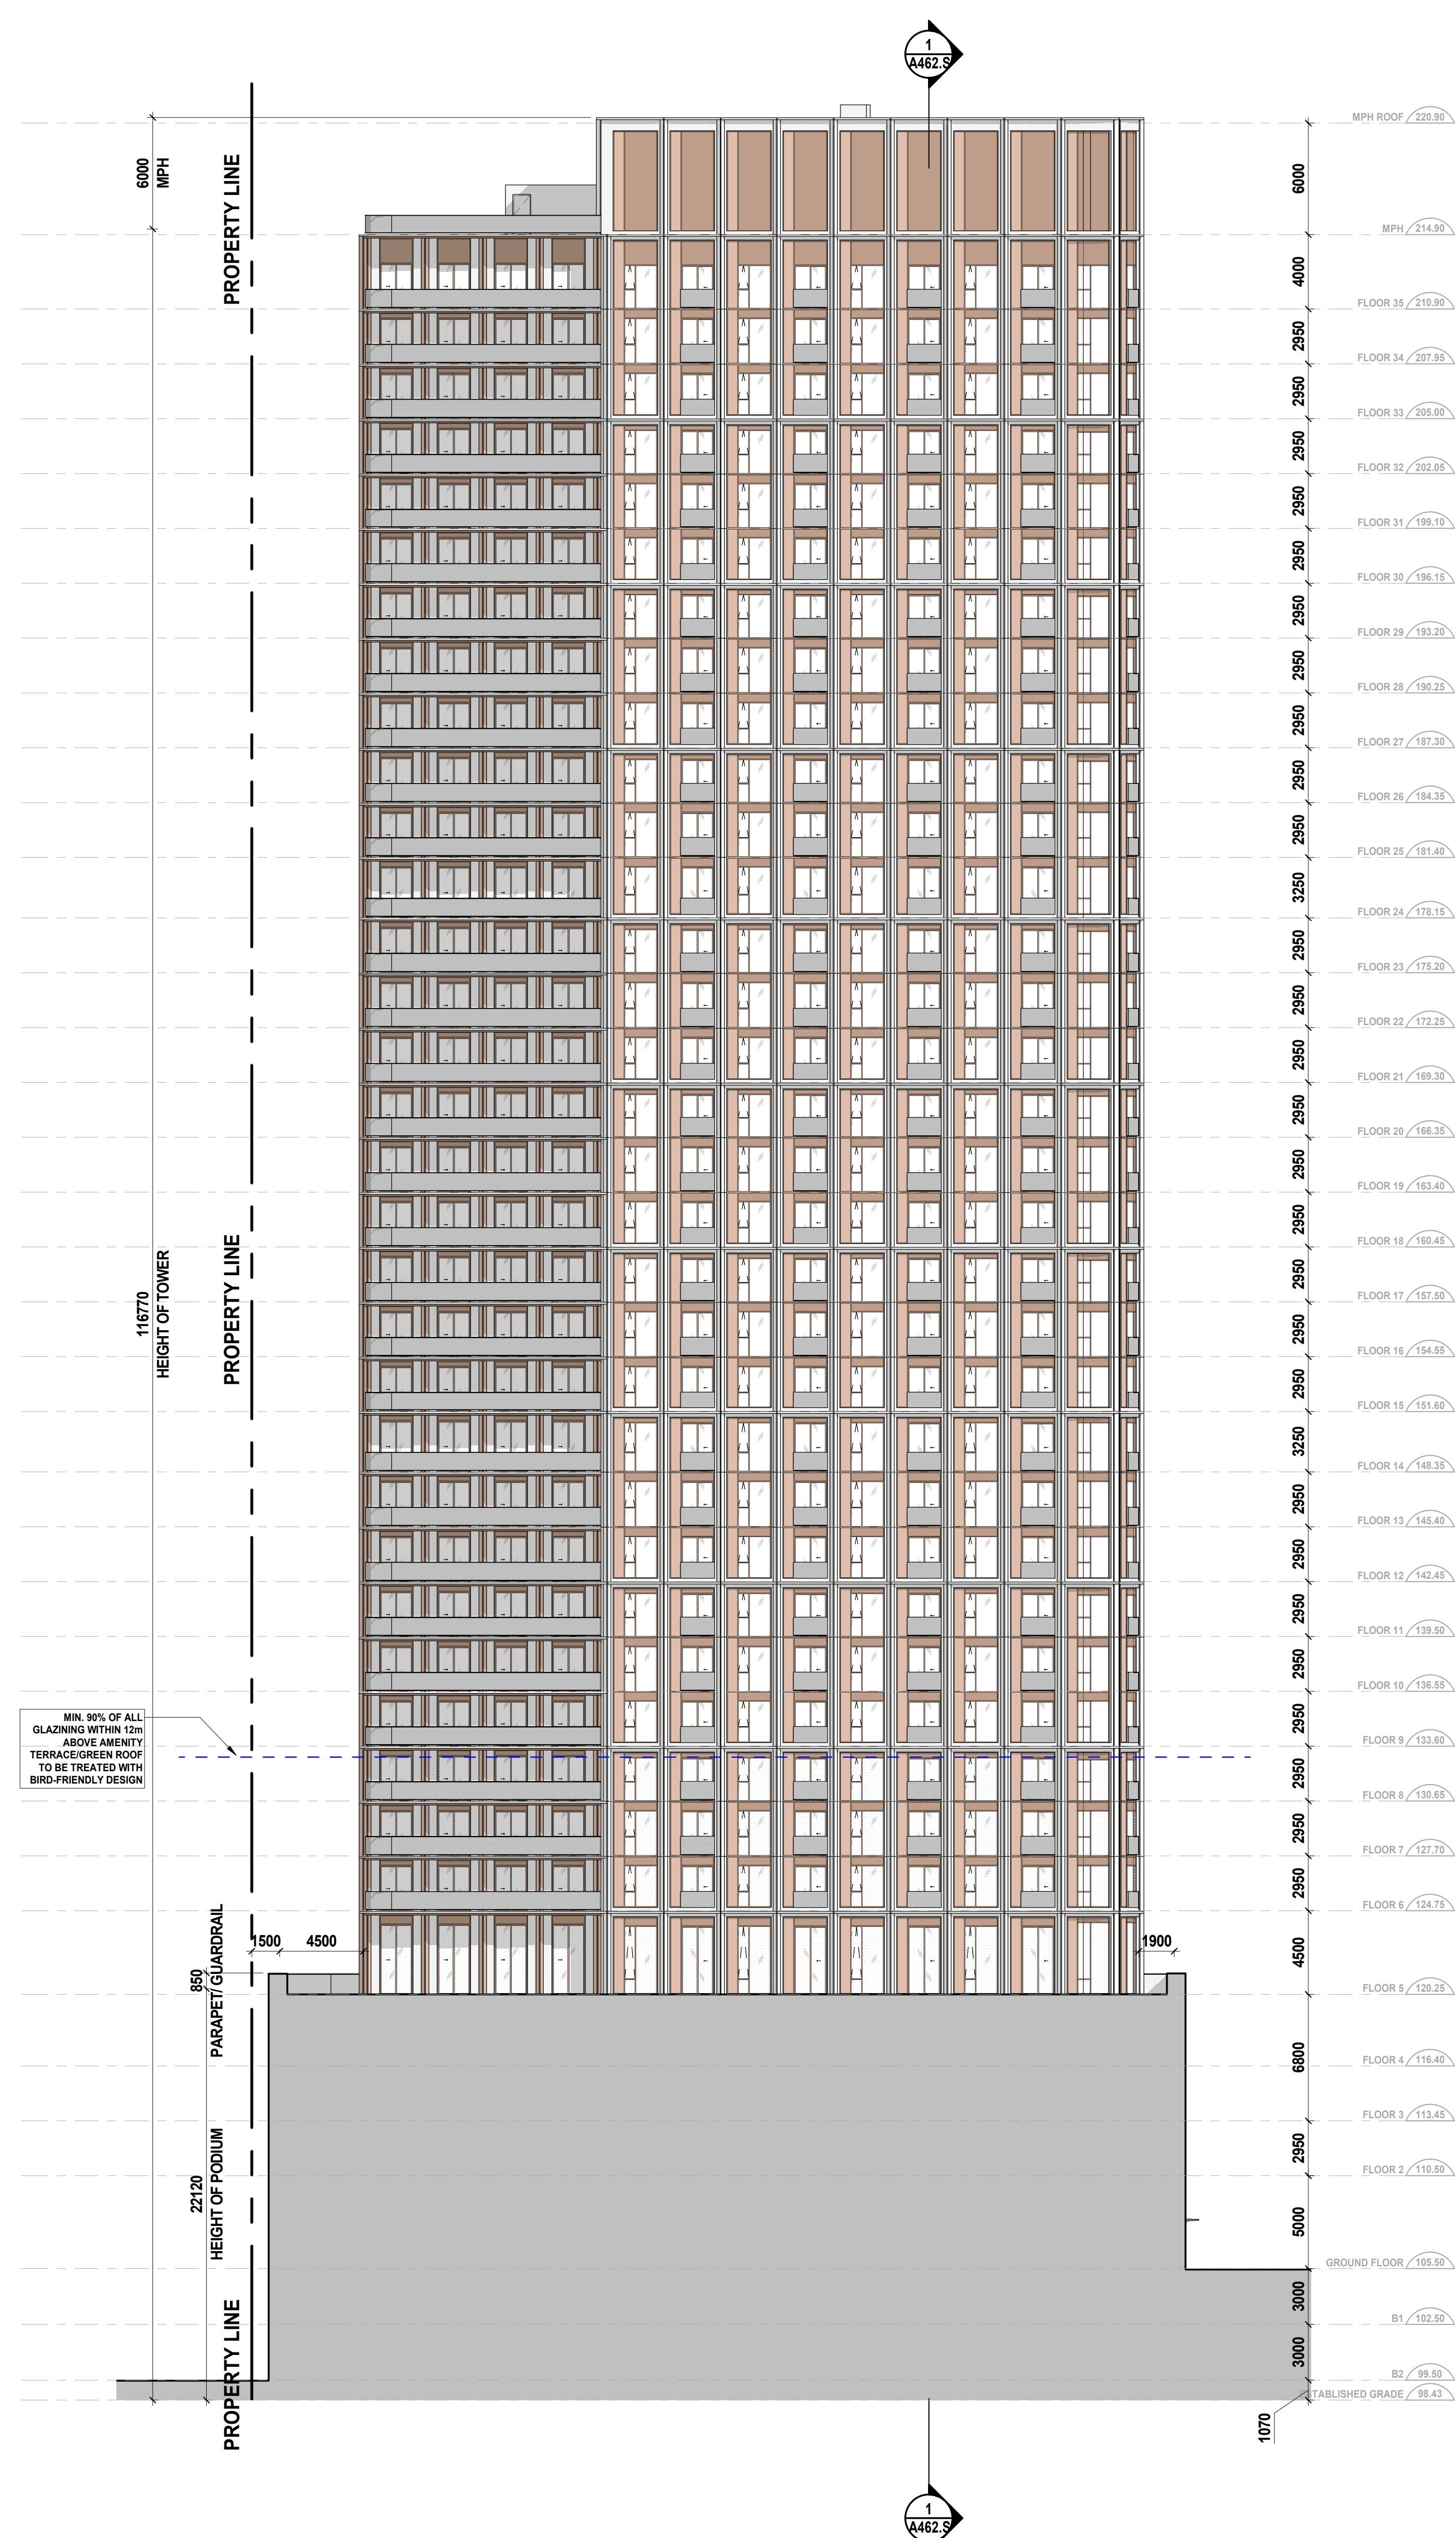 1
A462.S
MPH ROOF 220.90
6000
MPH
PROPERTY LINE
6000
MPH 214.90
4000
FLOOR 35 210.90
2950
FLOOR 34 207.95
2950
FLOOR 33 205.00
2950
FLOOR 32 202.05
2950
FLOOR 31 199.10
2950
FLOOR 30 196.15
2950
FLOOR 29 193.20
2950
FLOOR 28 190.25
2950
FLOOR 27 187.30
2950
FLOOR 26 184.35
2950
FLOOR 25 181.40
3250
FLOOR 24 178.15
2950
FLOOR 23 175.20
2950
FLOOR 22 172.25
2950
FLOOR 21 169.30
2950
FLOOR 20 166.35
2950
FLOOR 19 163.40
2950
FLOOR 18 160.45
116770
HEIGHT OF TOWER
PROPERTY LINE
2950
FLOOR 17 157.50
2950
FLOOR 16 154.55
2950
FLOOR 15 151.60
3250
FLOOR 14 148.35
2950
FLOOR 13 145.40
2950
FLOOR 12 142.45
2950
FLOOR 11 139.50
2950
FLOOR 10 136.55
2950
FLOOR 9 133.60
MIN. 90% OF ALL
GLAZINING WITHIN 12m
ABOVE AMENITY
TERRACE/GREEN ROOF
TO BE TREATED WITH
BIRD-FRIENDLY DESIGN
2950
FLOOR 8 130.65
2950
FLOOR 7 127.70
2950
FLOOR 6 124.75
1500
4500
1900
4500
850
PARAPET/ GUARDRAIL
FLOOR 5 120.25
6800
FLOOR 4 116.40
FLOOR 3 113.45
2950
FLOOR 2 110.50
22120
HEIGHT OF PODIUM
5000
GROUND FLOOR 105.50
3000
B1 102.50
3000
PROPERTY LINE
B2 99.50
TABLISHED GRADE 98.43
1070
1
A462.S